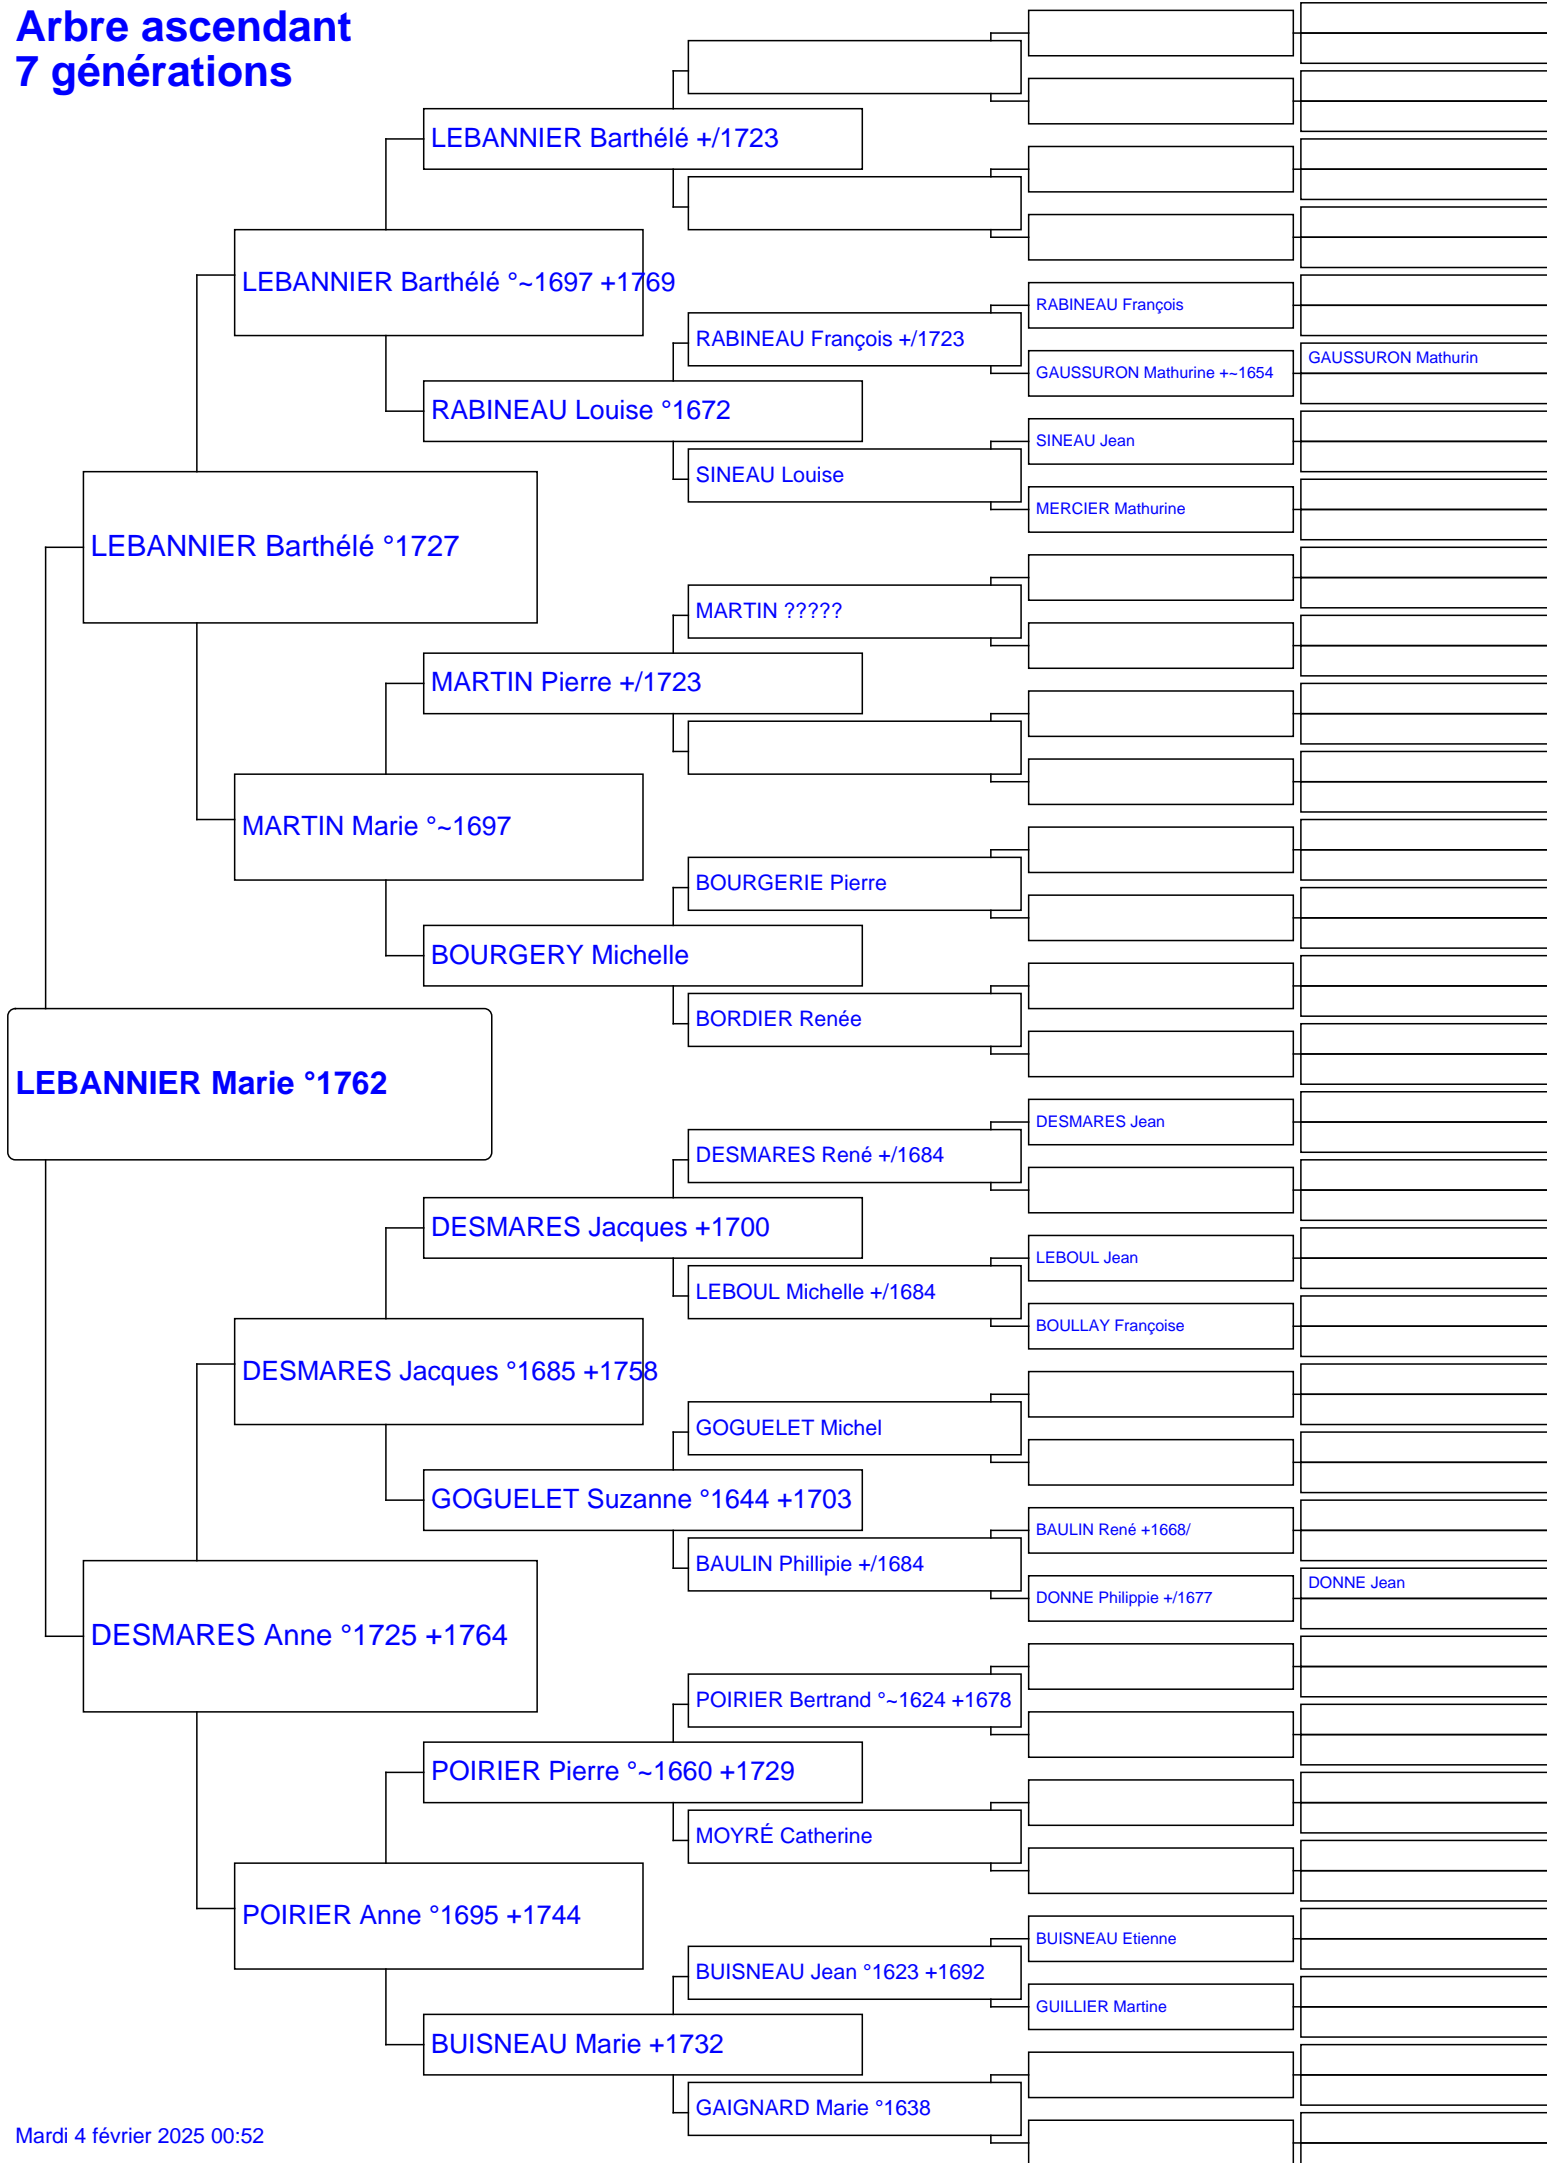 Arbre ascendant
7 générations
LEBANNIER Barthélé +/1723
LEBANNIER Barthélé °~1697 +1769
RABINEAU François
RABINEAU François +/1723
GAUSSURON Mathurin
GAUSSURON Mathurine +~1654
RABINEAU Louise °1672
SINEAU Jean
SINEAU Louise
MERCIER Mathurine
LEBANNIER Barthélé °1727
MARTIN ?????
MARTIN Pierre +/1723
MARTIN Marie °~1697
BOURGERIE Pierre
BOURGERY Michelle
BORDIER Renée
LEBANNIER Marie °1762
DESMARES Jean
DESMARES René +/1684
DESMARES Jacques +1700
LEBOUL Jean
LEBOUL Michelle +/1684
BOULLAY Françoise
DESMARES Jacques °1685 +1758
GOGUELET Michel
GOGUELET Suzanne °1644 +1703
BAULIN René +1668/
BAULIN Phillipie +/1684
DONNE Jean
DONNE Philippie +/1677
DESMARES Anne °1725 +1764
POIRIER Bertrand °~1624 +1678
POIRIER Pierre °~1660 +1729
MOYRÉ Catherine
POIRIER Anne °1695 +1744
BUISNEAU Etienne
BUISNEAU Jean °1623 +1692
GUILLIER Martine
BUISNEAU Marie +1732
GAIGNARD Marie °1638
Mardi 4 février 2025 00:52